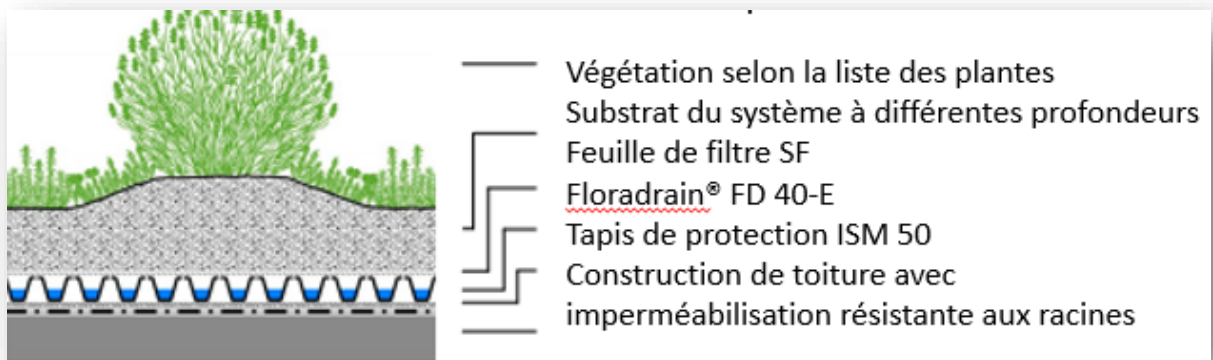 Végétation selon la liste des plantes
Substrat du système à différentes profondeurs
Feuille de filtre SF
Floradrain® FD 40-E
Tapis de protection ISM 50
Construction de toiture avec
imperméabilisation résistante aux racines